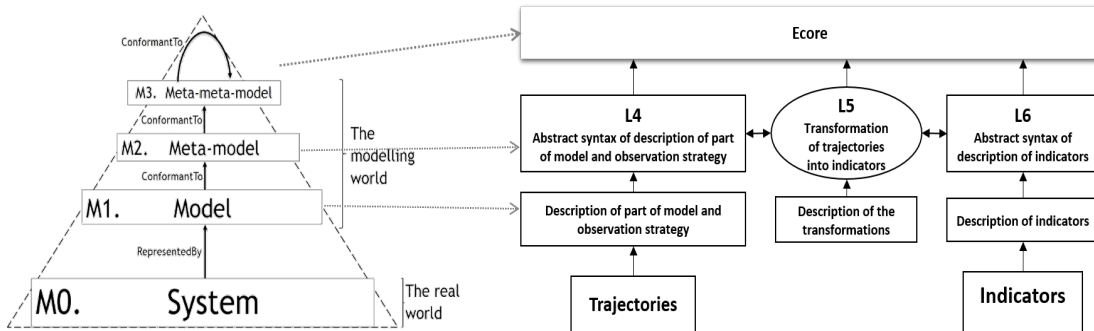 ConformantTo
M3. Meta-meta-model
ConformantTo
M2. Meta-model
ConformantTo
M1. Model
RepresentedBy
M0. System
The
modelling
world
The real
world
Ecore
L4
Abstract syntax of description of part
of model and observation strategy
L5
Transformation
of trajectories
into indicators
L6
Abstract syntax of
description of indicators
Description of part of model and
observation strategy
Description of the
transformations
Description of indicators
Trajectories
Indicators